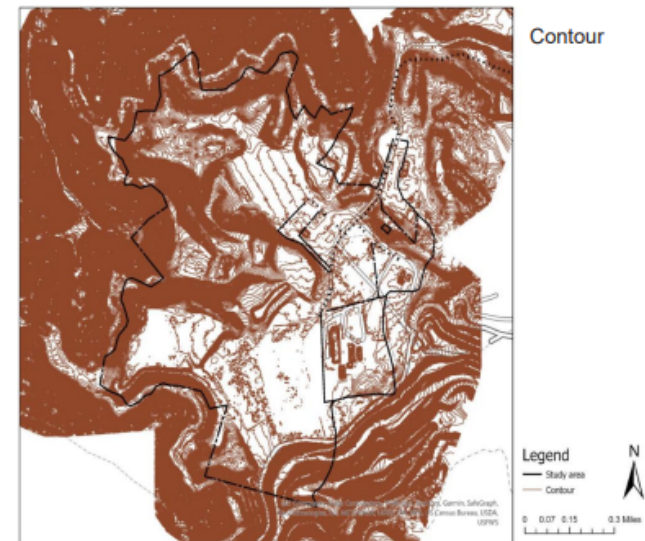 Contour
Garmin, SafeGraph,
Census Bureau, USDA,
USFWS
Legend
Study area
Contour
N
0 0.07 0.15 0.3 Miles